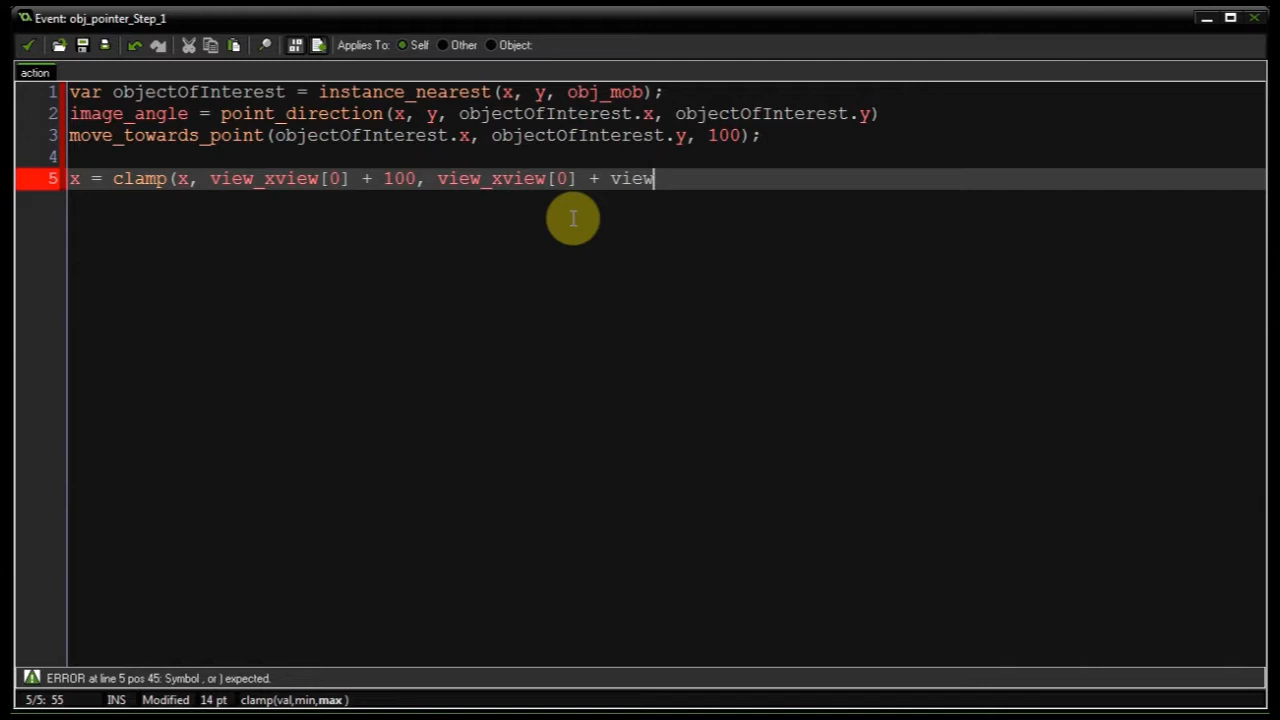 Event: obj_pointer_Step_1
Applies To: Self Other Object:
action
1 var objectOfInterest = instance_nearest(x, y, obj_mob);
2 image_angle = point_direction(x, y, objectOfInterest.x, objectOfInterest.y)
3 move_towards_point(objectOfInterest.x, objectOfInterest.y, 100);
4
5 x = clamp(x, view_xview[0] + 100, view_xview[0] + view
ERROR at line 5 pos 45: Symbol , or ) expected.
5/5: 55 INS Modified 14 pt clamp(val,min,max )